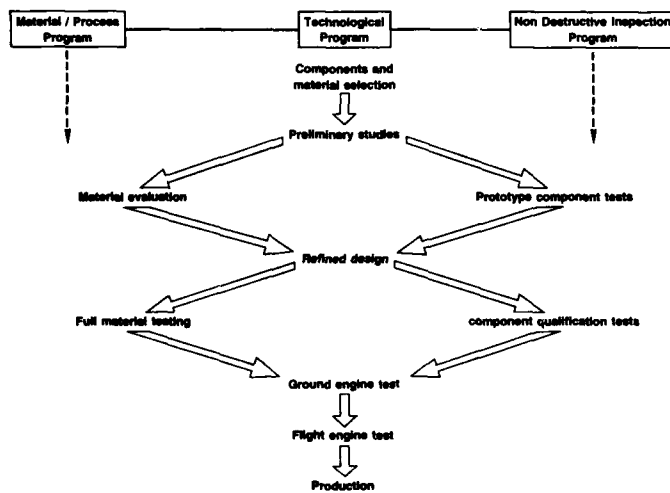 Material / Process
Program
Technological
Program
Non Destructive Inspection
Program
Components and
material selection
Preliminary studies
Material evaluation
Prototype component tests
Refined design
Full material testing
component qualification tests
Ground engine test
Flight engine test
Production